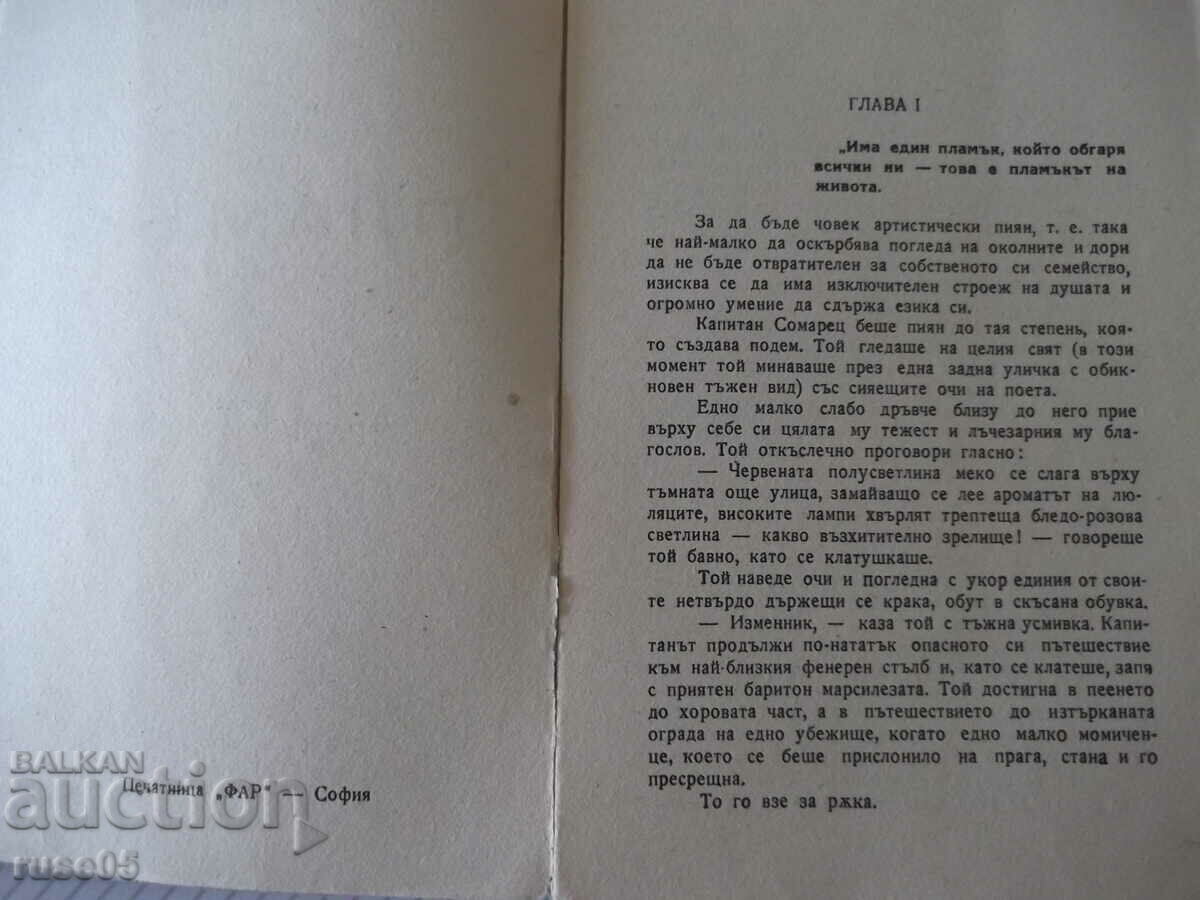 Печатница „ФАР" — София
BALKAN
auction
ruse05
ГЛАВА I
„Има един пламък, който обгаря
всички ни — това е пламъкът на
живота.
За да бъде човек артистически пиян, т. е. така
че най-малко да оскърбява погледа на околните и дори
да не бъде отвратителен за собственото си семейство,
изисква се да има изключителен строеж на душата и
огромно умение да сдържа езика си.
Капитан Сомарец беше пиян до тая степень, коя-
то създава подем. Той гледаше на целия свят (в този
момент той минаваше през една задна уличка с обик-
новен тъжен вид) със сияещите очи на поета.
Едно малко слабо дръвче близу до него прие
върху себе си цялата му тежест и лъчезарния му бла-
гослов. Той откъслечно проговори гласно:
— Червената полусветлина меко се слага върху
тъмната още улица, замайващо се лее ароматът на лю-
ляците, високите лампи хвърлят трептеща бледо-розова
светлина — какво възхитително зрелище! — говореше
той бавно, като се клатушкаше.
Той наведе очи и погледна с укор единия от свои-
те нетвърдо държещи се крака, обут в скъсана обувка.
— Изменник, — каза той с тъжна усмивка. Капи-
танът продължи по-нататък опасното си пътешествие
към най-близкия фенерен стълб и, като се клатеше, запя
с приятен баритон марсилезата. Той достигна в пеенето
до хоровата част, а в пътешествието до изтърканата
ограда на едно убежище, когато едно малко момичен-
це, което се беше прислонило на прага, стана и го
пресрещна.
То го взе за рѫка.